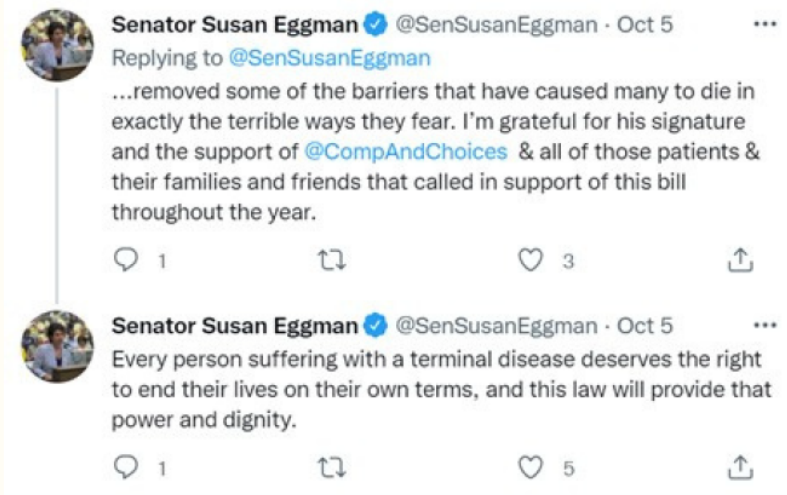 Senator Susan Eggman @SenSusanEggman · Oct 5
Replying to @SenSusanEggman
...removed some of the barriers that have caused many to die in
exactly the terrible ways they fear. I'm grateful for his signature
and the support of @CompAndChoices & all of those patients &
their families and friends that called in support of this bill
throughout the year.
1 3
Senator Susan Eggman @SenSusanEggman · Oct 5
Every person suffering with a terminal disease deserves the right
to end their lives on their own terms, and this law will provide that
power and dignity.
1 5